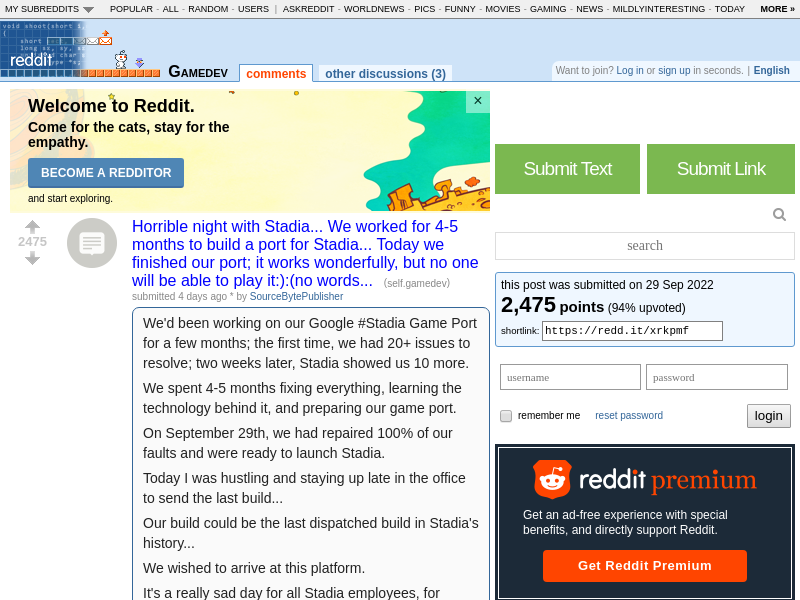 MY SUBREDDITS POPULAR - ALL - RANDOM - USERS | ASKREDDIT - WORLDNEWS - PICS - FUNNY - MOVIES - GAMING - NEWS - MILDLYINTERESTING - TODAY MORE »
reddit GAMEDEV comments other discussions (3)
Want to join? Log in or sign up in seconds. | English
Welcome to Reddit.
Come for the cats, stay for the
empathy.
BECOME A REDDITOR
and start exploring.
×
Submit Text Submit Link
search
2475
Horrible night with Stadia... We worked for 4-5
months to build a port for Stadia... Today we
finished our port; it works wonderfully, but no one
will be able to play it:):(no words... (self.gamedev)
submitted 4 days ago * by SourceBytePublisher
We'd been working on our Google #Stadia Game Port
for a few months; the first time, we had 20+ issues to
resolve; two weeks later, Stadia showed us 10 more.
We spent 4-5 months fixing everything, learning the
technology behind it, and preparing our game port.
On September 29th, we had repaired 100% of our
faults and were ready to launch Stadia.
Today I was hustling and staying up late in the office
to send the last build...
Our build could be the last dispatched build in Stadia's
history...
We wished to arrive at this platform.
It's a really sad day for all Stadia employees, for
this post was submitted on 29 Sep 2022
2,475 points (94% upvoted)
shortlink: https://redd.it/xrkpmf
username password
remember me reset password login
reddit premium
Get an ad-free experience with special
benefits, and directly support Reddit.
Get Reddit Premium